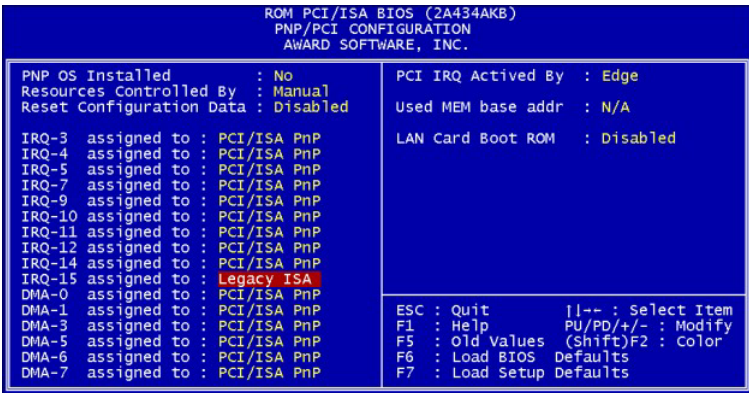 ROM PCI/ISA BIOS (2A434AKB)
PNP/PCI CONFIGURATION
AWARD SOFTWARE, INC.
PNP OS Installed : No
Resources Controlled By : Manual
Reset Configuration Data : Disabled
IRQ-3 assigned to : PCI/ISA PnP
IRQ-4 assigned to : PCI/ISA PnP
IRQ-5 assigned to : PCI/ISA PnP
IRQ-7 assigned to : PCI/ISA PnP
IRQ-9 assigned to : PCI/ISA PnP
IRQ-10 assigned to : PCI/ISA PnP
IRQ-11 assigned to : PCI/ISA PnP
IRQ-12 assigned to : PCI/ISA PnP
IRQ-14 assigned to : PCI/ISA PnP
IRQ-15 assigned to : Legacy ISA
DMA-0 assigned to : PCI/ISA PnP
DMA-1 assigned to : PCI/ISA PnP
DMA-3 assigned to : PCI/ISA PnP
DMA-5 assigned to : PCI/ISA PnP
DMA-6 assigned to : PCI/ISA PnP
DMA-7 assigned to : PCI/ISA PnP
PCI IRQ Actived By : Edge
Used MEM base addr : N/A
LAN Card Boot ROM : Disabled
ESC : Quit ↑↓→← : Select Item
F1 : Help PU/PD/+/- : Modify
F5 : Old Values (Shift)F2 : Color
F6 : Load BIOS Defaults
F7 : Load Setup Defaults